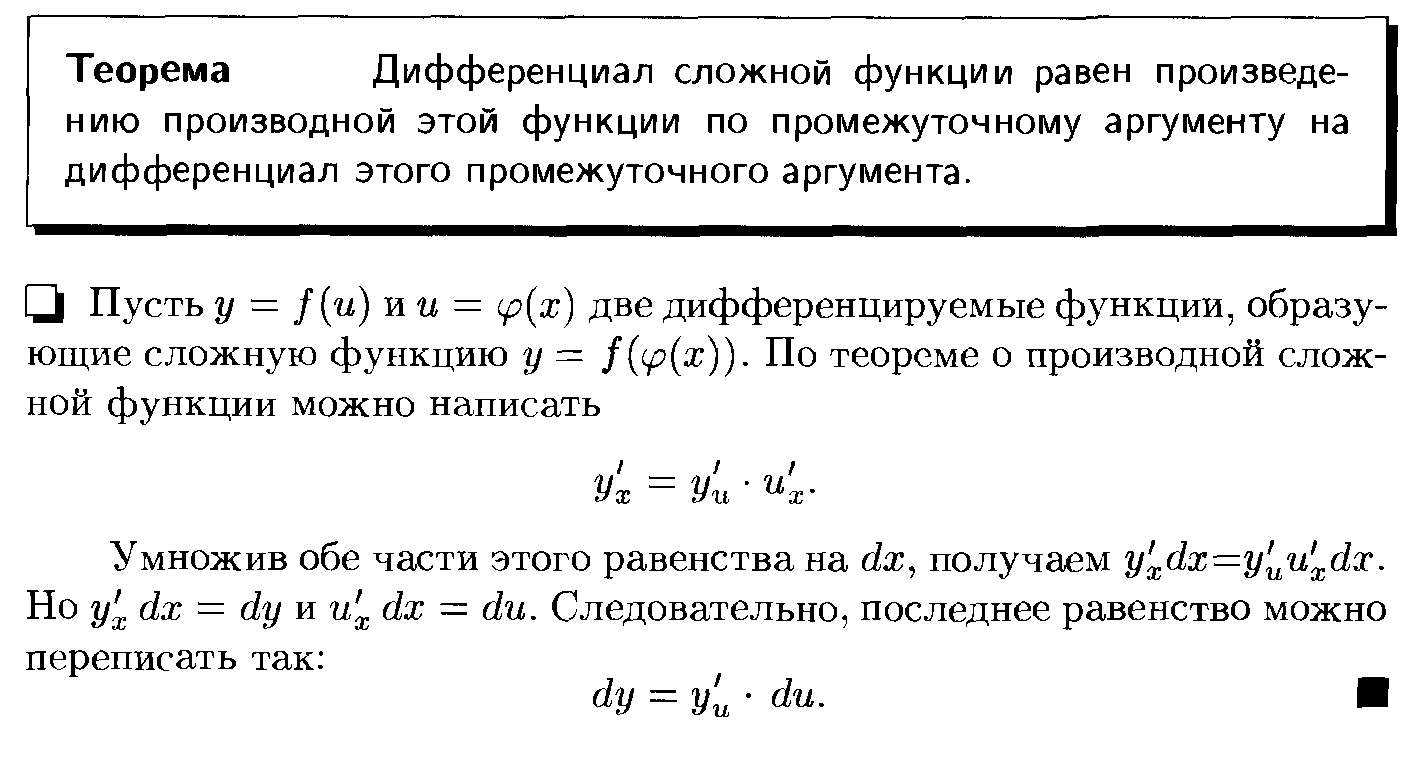 Теорема Дифференциал сложной функции равен произведе-
нию производной этой функции по промежуточному аргументу на
дифференциал этого промежуточного аргумента.
Пусть y = f(u) и u = φ(x) две дифференцируемые функции, образу-
ющие сложную функцию y = f(φ(x)). По теореме о производной слож-
ной функции можно написать
y′ₓ = y′ᵤ · u′ₓ.
Умножив обе части этого равенства на dx, получаем y′ₓdx=y′ᵤu′ₓdx.
Но y′ₓ dx = dy и u′ₓ dx = du. Следовательно, последнее равенство можно
переписать так:
dy = y′ᵤ · du.